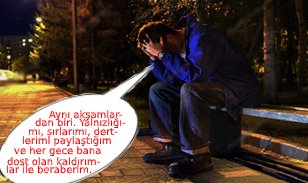 Aynı akşamlar-
dan biri. Yalnızlığı-
mı, sırlarımı, dert-
lerimi paylaştığım
ve her gece bana
dost olan kaldırım-
lar ile beraberim.